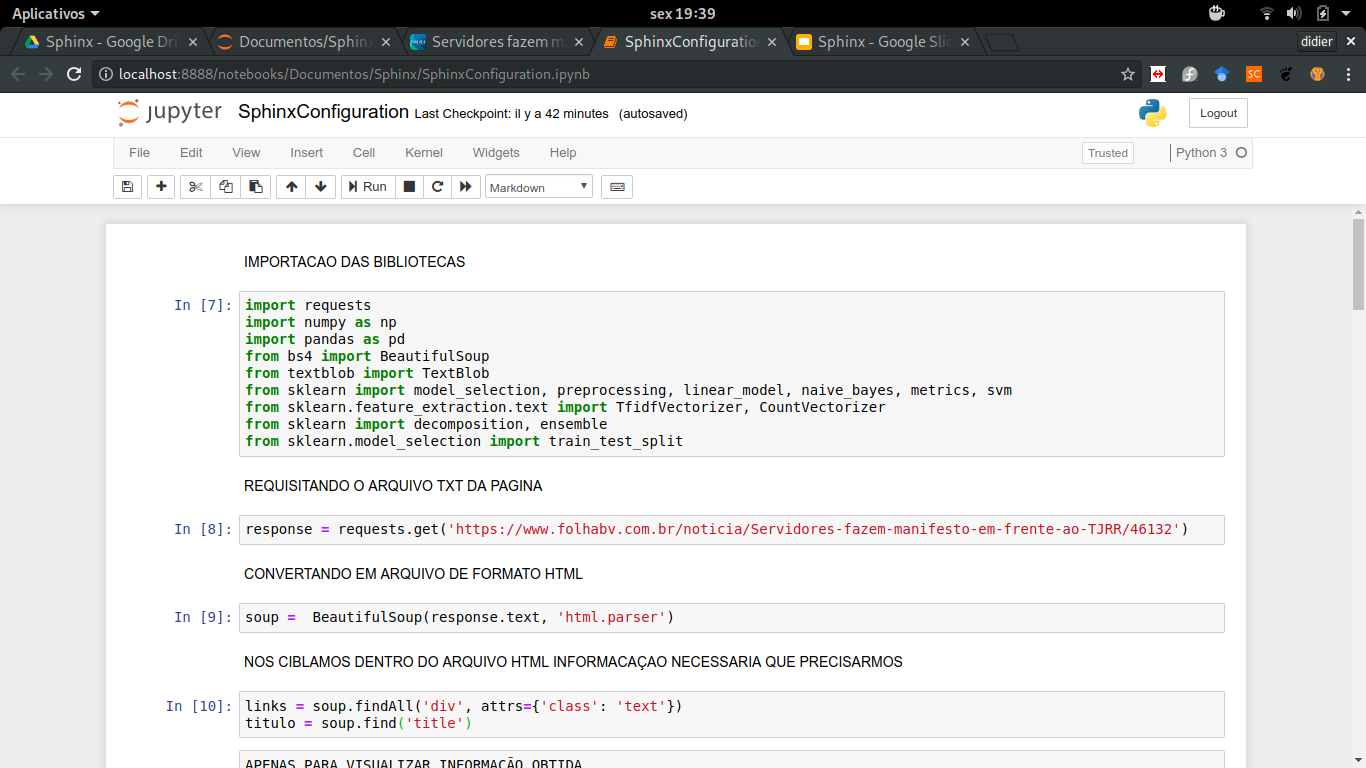 Aplicativos
sex 19:39
Sphinx - Google Dri
Documentos/Sphinx
Servidores fazem m
SphinxConfiguratio
Sphinx - Google Slid
didier
localhost:8888/notebooks/Documentos/Sphinx/SphinxConfiguration.ipynb
SC
jupyter SphinxConfiguration Last Checkpoint: il y a 42 minutes (autosaved)
Logout
File Edit View Insert Cell Kernel Widgets Help
Trusted
Python 3
Run
Markdown
IMPORTACAO DAS BIBLIOTECAS
In [7]:
import requests
import numpy as np
import pandas as pd
from bs4 import BeautifulSoup
from textblob import TextBlob
from sklearn import model_selection, preprocessing, linear_model, naive_bayes, metrics, svm
from sklearn.feature_extraction.text import TfidfVectorizer, CountVectorizer
from sklearn import decomposition, ensemble
from sklearn.model_selection import train_test_split
REQUISITANDO O ARQUIVO TXT DA PAGINA
In [8]: response = requests.get('https://www.folhabv.com.br/noticia/Servidores-fazem-manifesto-em-frente-ao-TJRR/46132')
CONVERTANDO EM ARQUIVO DE FORMATO HTML
In [9]: soup =  BeautifulSoup(response.text, 'html.parser')
NOS CIBLAMOS DENTRO DO ARQUIVO HTML INFORMACAÇAO NECESSARIA QUE PRECISARMOS
In [10]: links = soup.findAll('div', attrs={'class': 'text'})
titulo = soup.find('title')
APENAS PARA VISUALIZAR INFORMAÇÃO OBTIDA